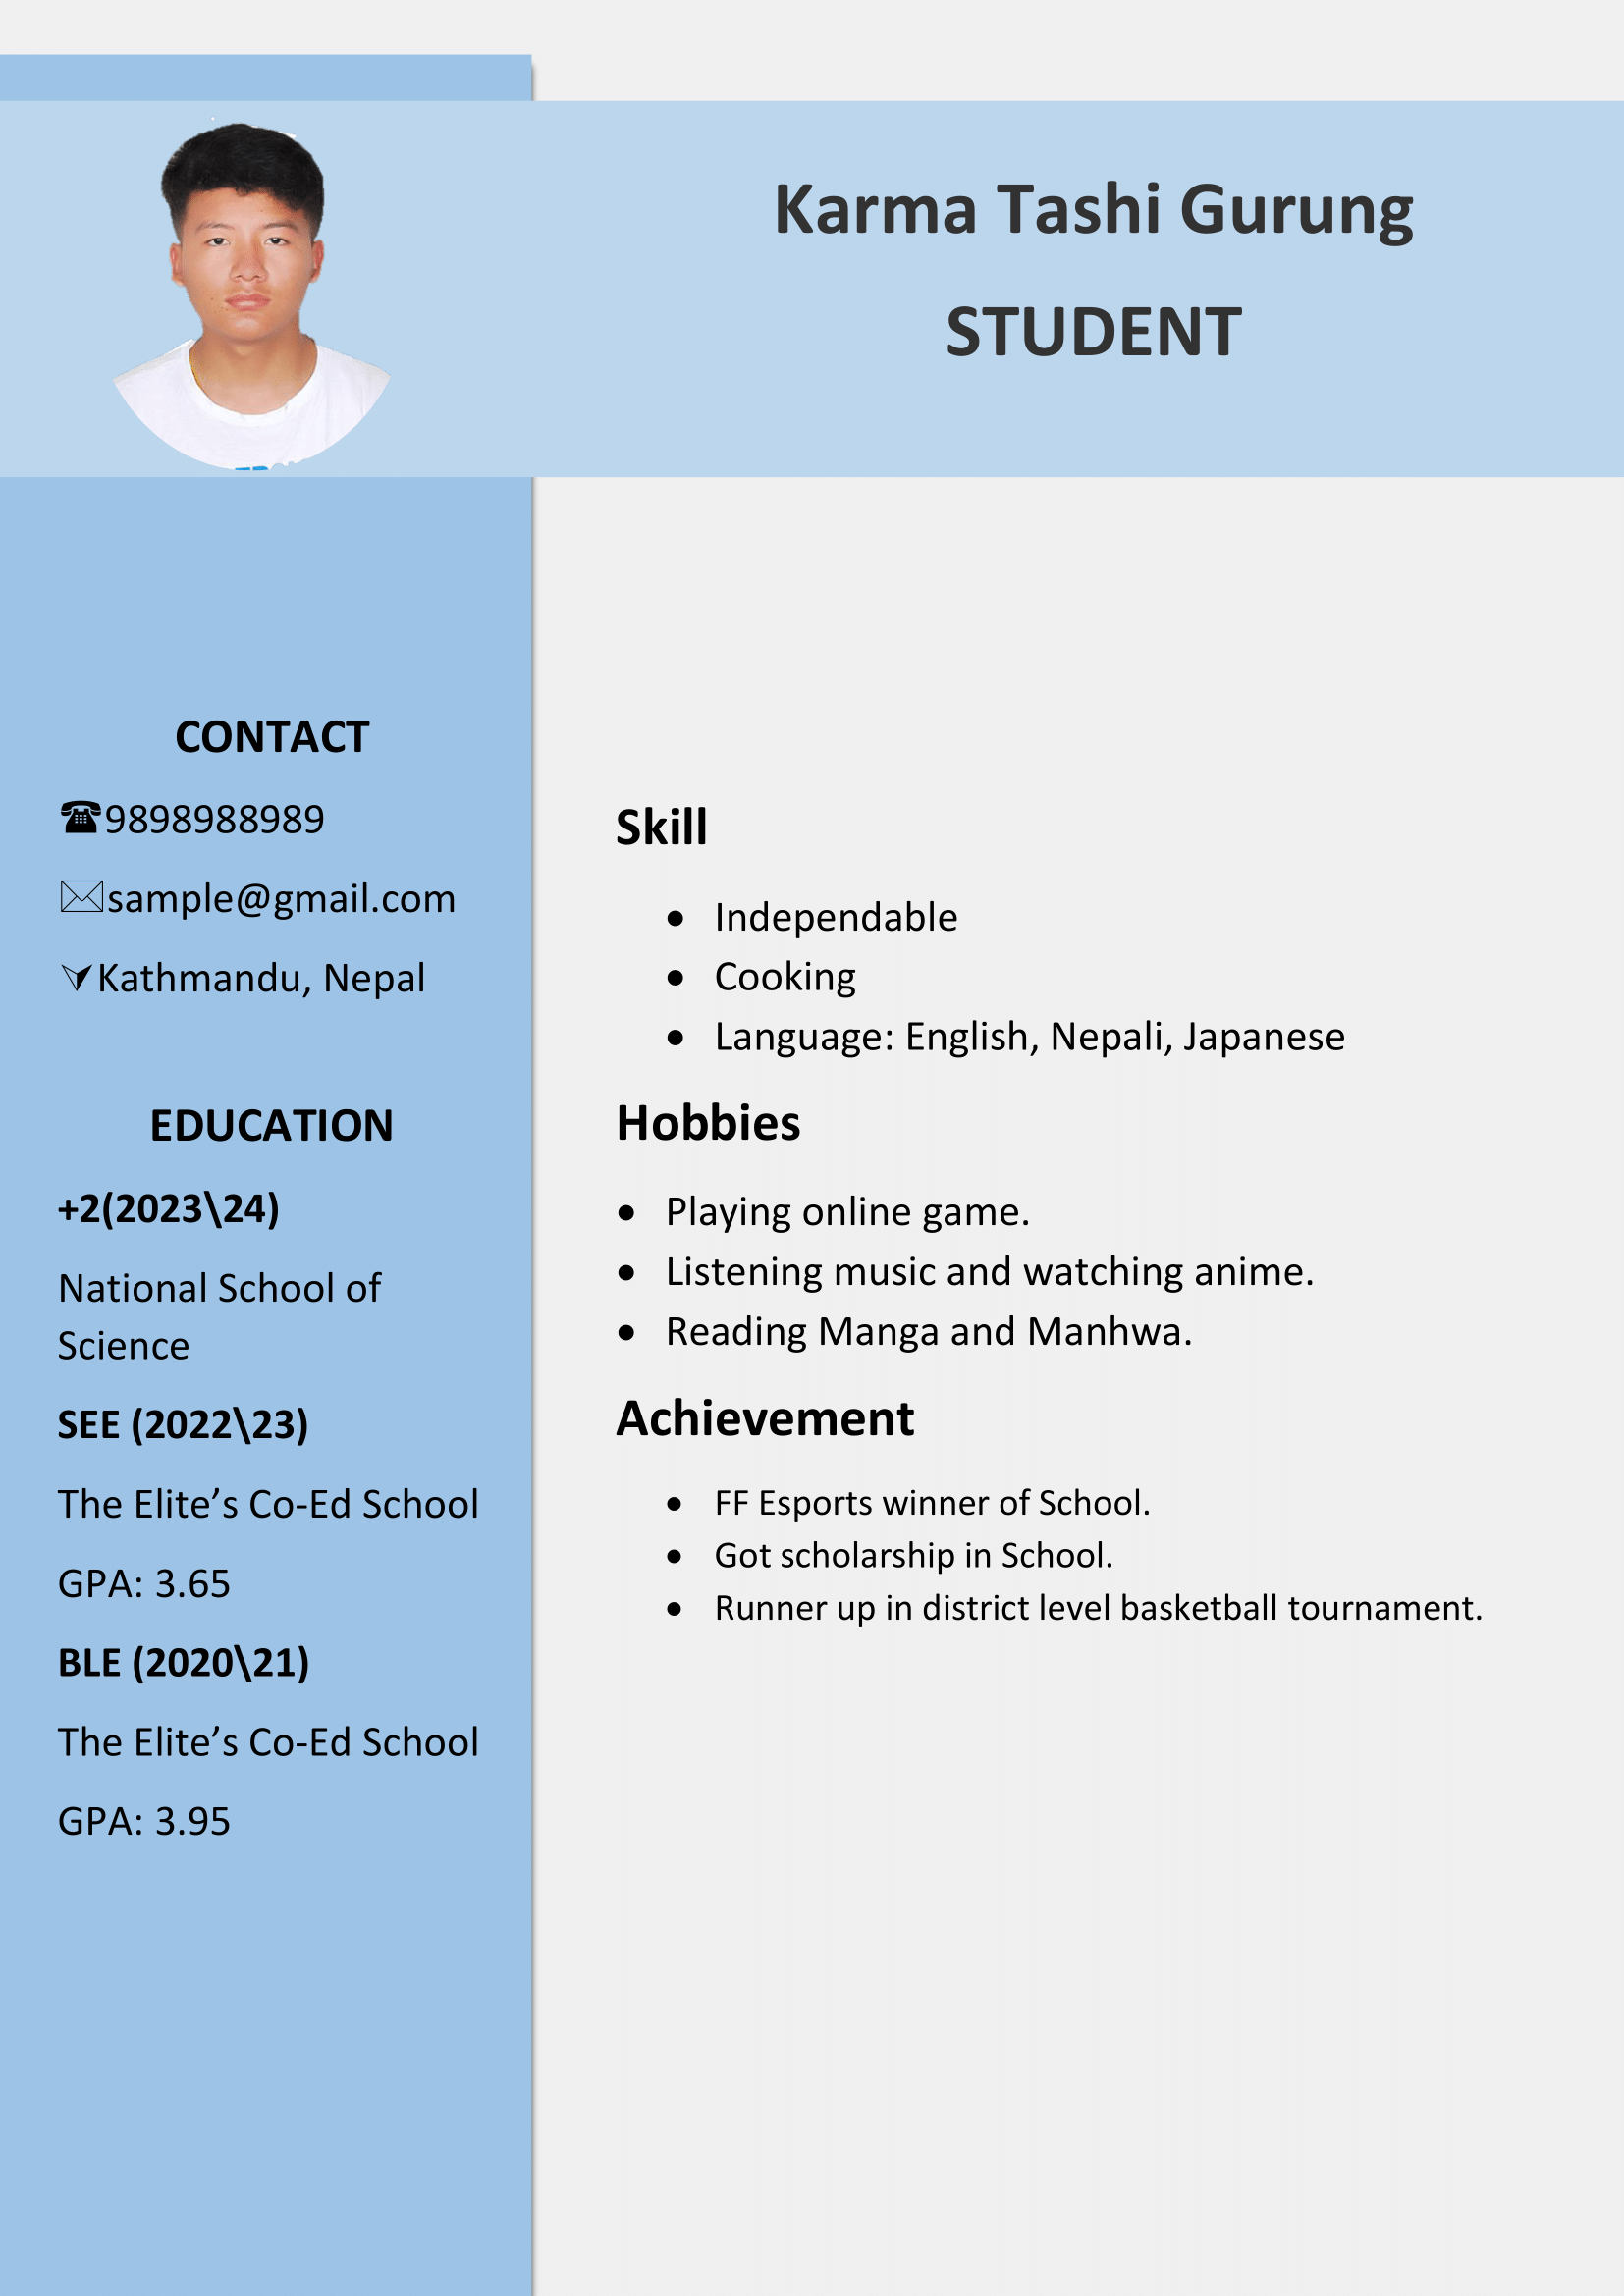 Karma Tashi Gurung
STUDENT
CONTACT
9898988989
sample@gmail.com
Kathmandu, Nepal
EDUCATION
+2(2023\24)
National School of
Science
SEE (2022\23)
The Elite’s Co-Ed School
GPA: 3.65
BLE (2020\21)
The Elite’s Co-Ed School
GPA: 3.95
Skill
• Independable
• Cooking
• Language: English, Nepali, Japanese
Hobbies
• Playing online game.
• Listening music and watching anime.
• Reading Manga and Manhwa.
Achievement
• FF Esports winner of School.
• Got scholarship in School.
• Runner up in district level basketball tournament.